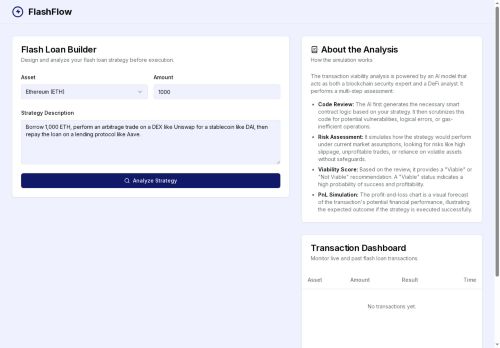 FlashFlow
Flash Loan Builder
Design and analyze your flash loan strategy before execution.
Asset
Amount
Ethereum (ETH)
1000
Strategy Description
Borrow 1,000 ETH, perform an arbitrage trade on a DEX like Uniswap for a stablecoin like DAI, then
repay the loan on a lending protocol like Aave.
Analyze Strategy
About the Analysis
How the simulation works
The transaction viability analysis is powered by an AI model that
acts as both a blockchain security expert and a DeFi analyst. It
performs a multi-step assessment:
• Code Review: The AI first generates the necessary smart
contract logic based on your strategy. It then scrutinizes this
code for potential vulnerabilities, logical errors, or gas-
inefficient operations.
• Risk Assessment: It simulates how the strategy would perform
under current market assumptions, looking for risks like high
slippage, unprofitable trades, or reliance on volatile assets
without safeguards.
• Viability Score: Based on the review, it provides a "Viable" or
"Not Viable" recommendation. A "Viable" status indicates a
high probability of success and profitability.
• PnL Simulation: The profit-and-loss chart is a visual forecast
of the transaction's potential financial performance, illustrating
the expected outcome if the strategy is executed successfully.
Transaction Dashboard
Monitor live and past flash loan transactions.
Asset Amount Result Time
No transactions yet.